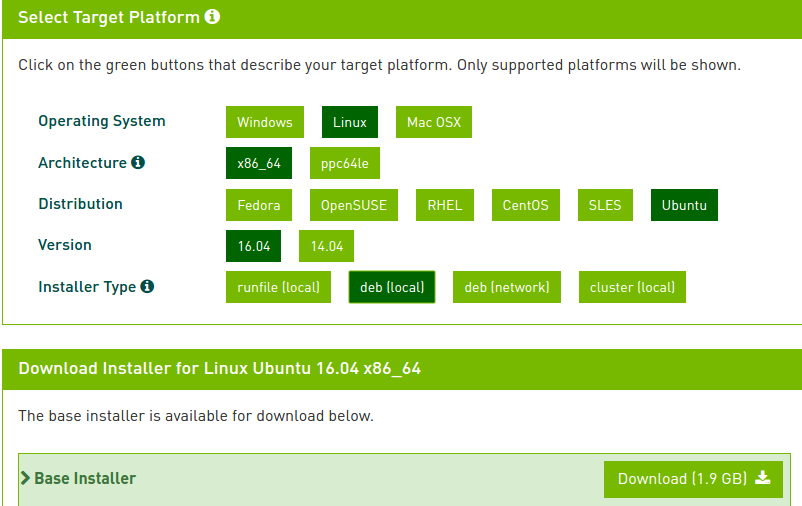 Select Target Platform
Click on the green buttons that describe your target platform. Only supported platforms will be shown.
Operating System Windows Linux Mac OSX
Architecture x86_64 ppc64le
Distribution Fedora OpenSUSE RHEL CentOS SLES Ubuntu
Version 16.04 14.04
Installer Type runfile (local) deb (local) deb (network) cluster (local)
Download Installer for Linux Ubuntu 16.04 x86_64
The base installer is available for download below.
Base Installer Download (1.9 GB)